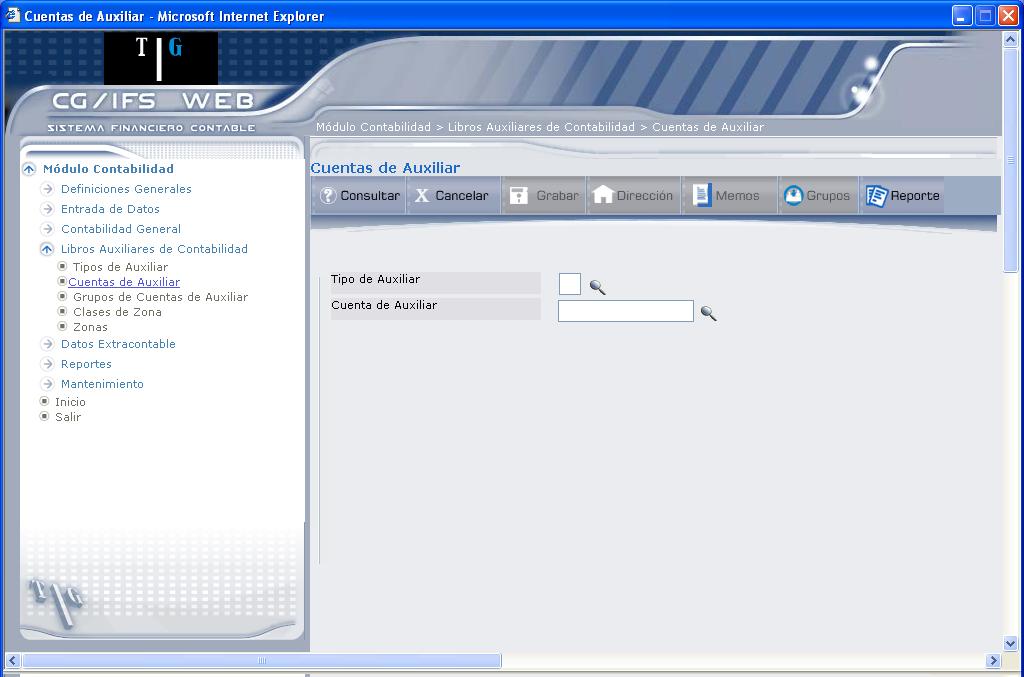 Cuentas de Auxiliar - Microsoft Internet Explorer
T G
CG/IFS WEB
SISTEMA FINANCIERO CONTABLE
Módulo Contabilidad > Libros Auxiliares de Contabilidad > Cuentas de Auxiliar
Módulo Contabilidad
Definiciones Generales
Entrada de Datos
Contabilidad General
Libros Auxiliares de Contabilidad
Tipos de Auxiliar
Cuentas de Auxiliar
Grupos de Cuentas de Auxiliar
Clases de Zona
Zonas
Datos Extracontable
Reportes
Mantenimiento
Inicio
Salir
T G
Cuentas de Auxiliar
Consultar X Cancelar Grabar Dirección Memos Grupos Reporte
Tipo de Auxiliar
Cuenta de Auxiliar